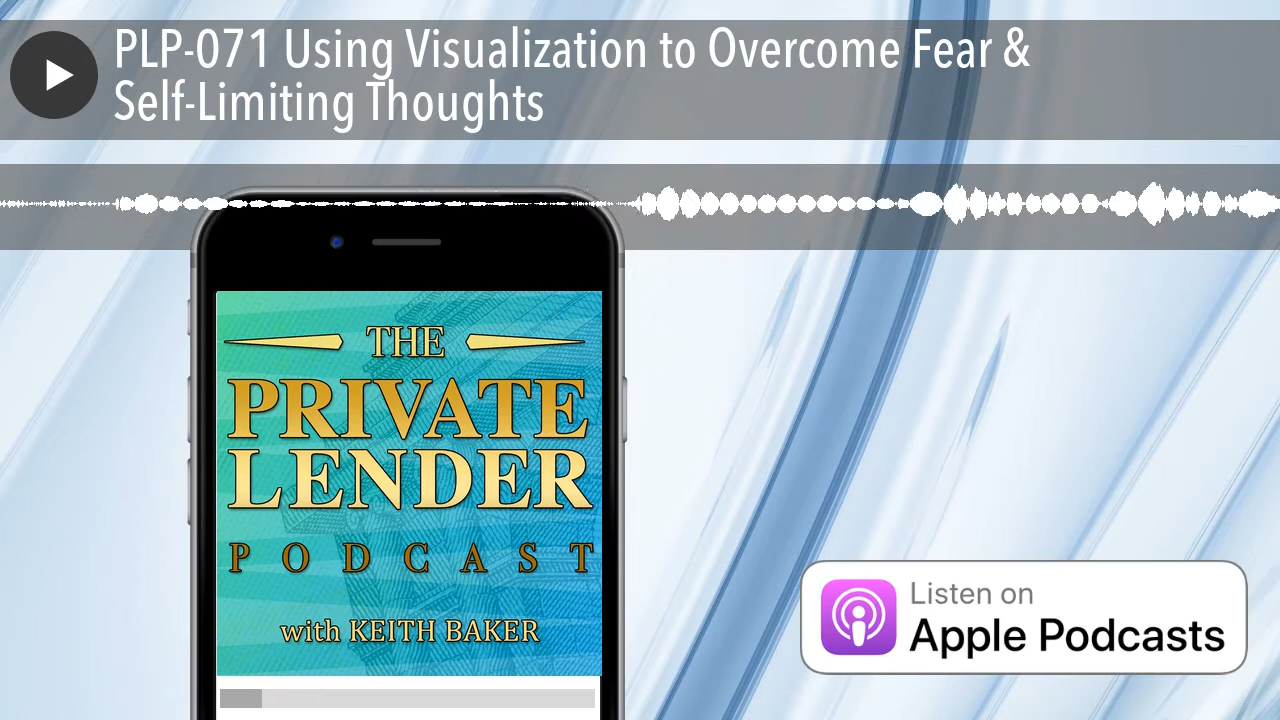 PLP-071 Using Visualization to Overcome Fear &
Self-Limiting Thoughts
THE
PRIVATE
LENDER
PODCAST
with KEITH BAKER
Listen on
Apple Podcasts